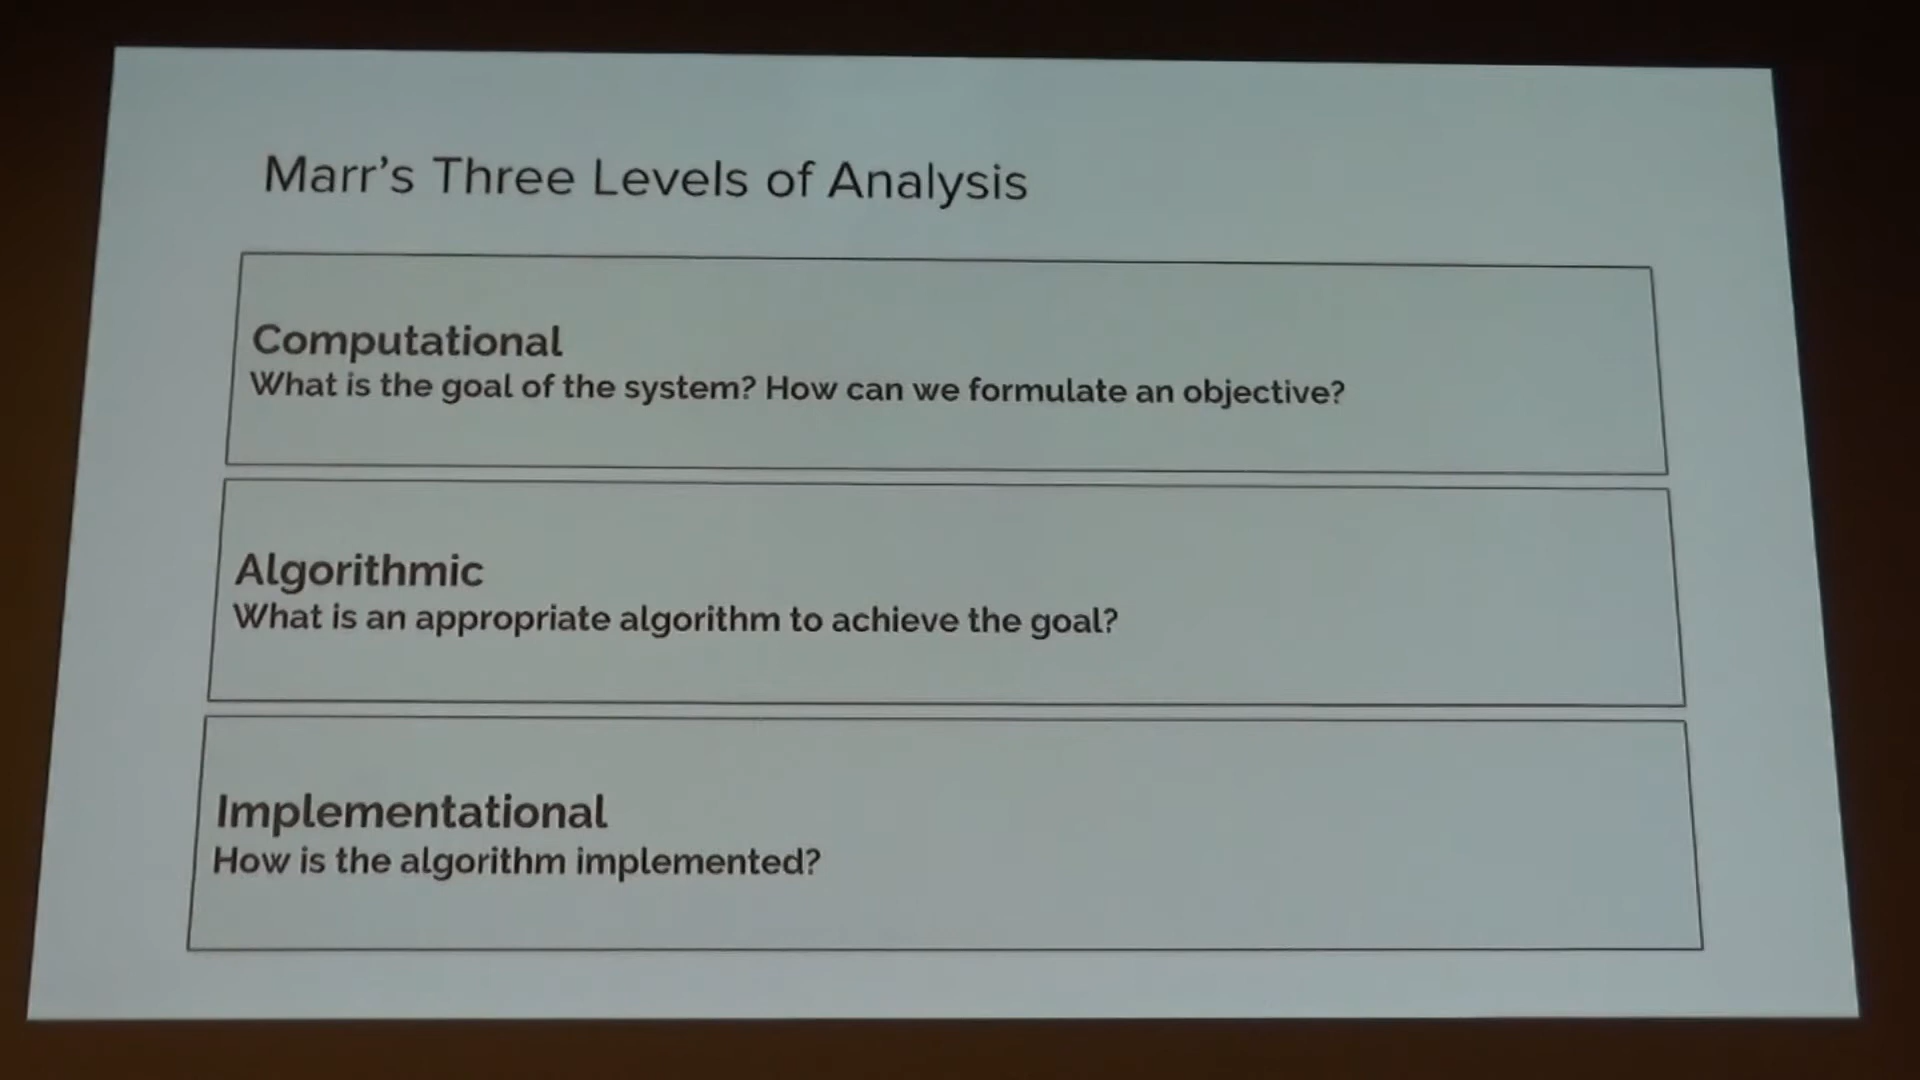 Marr's Three Levels of Analysis
Computational
What is the goal of the system? How can we formulate an objective?
Algorithmic
What is an appropriate algorithm to achieve the goal?
Implementational
How is the algorithm implemented?